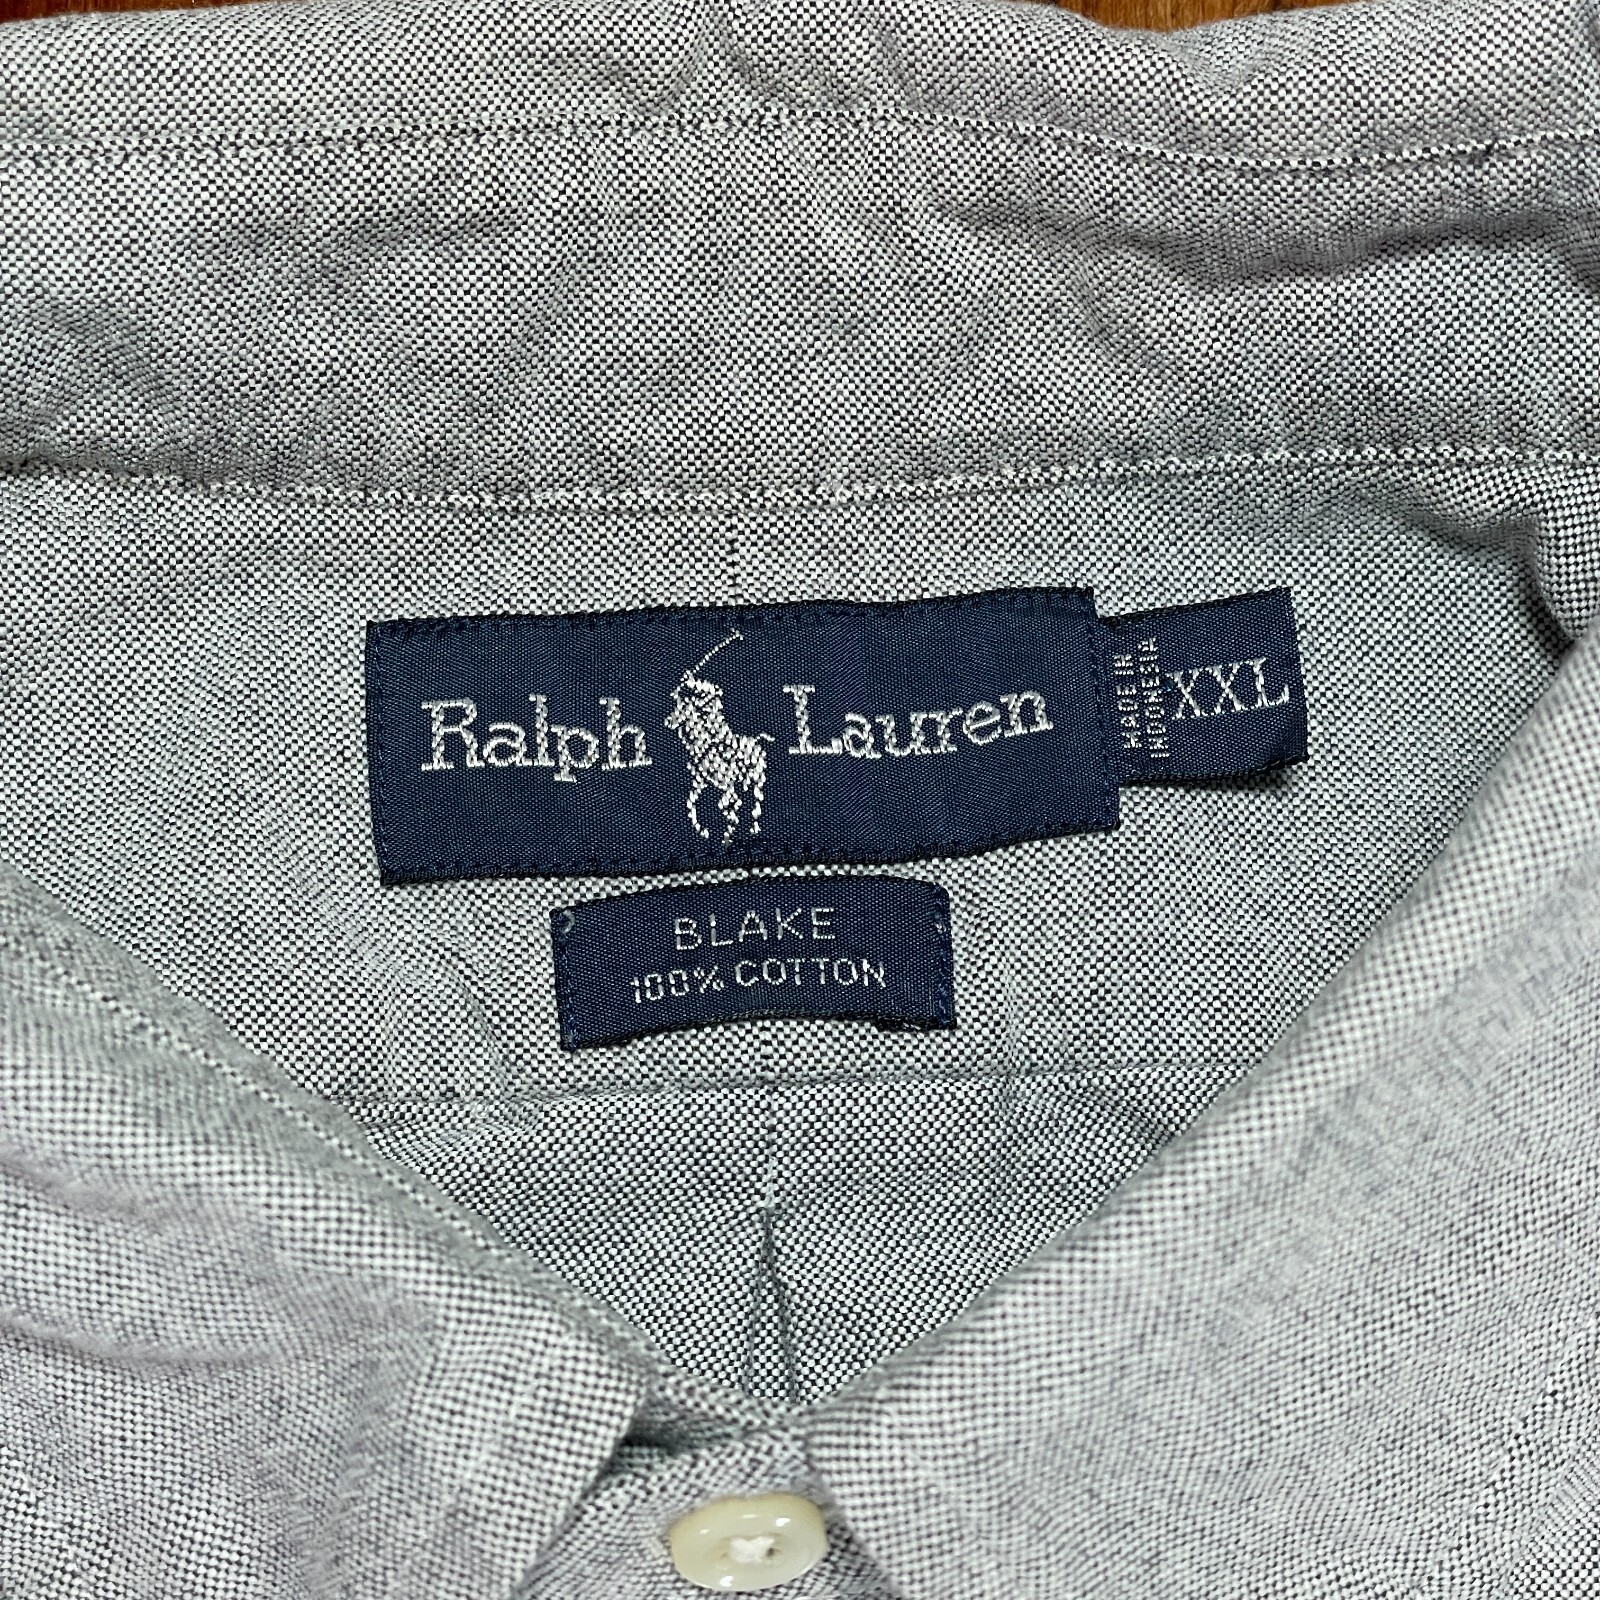 Ralph Lauren
MADE IN
INDONESIA
XXL
BLAKE
100% COTTON